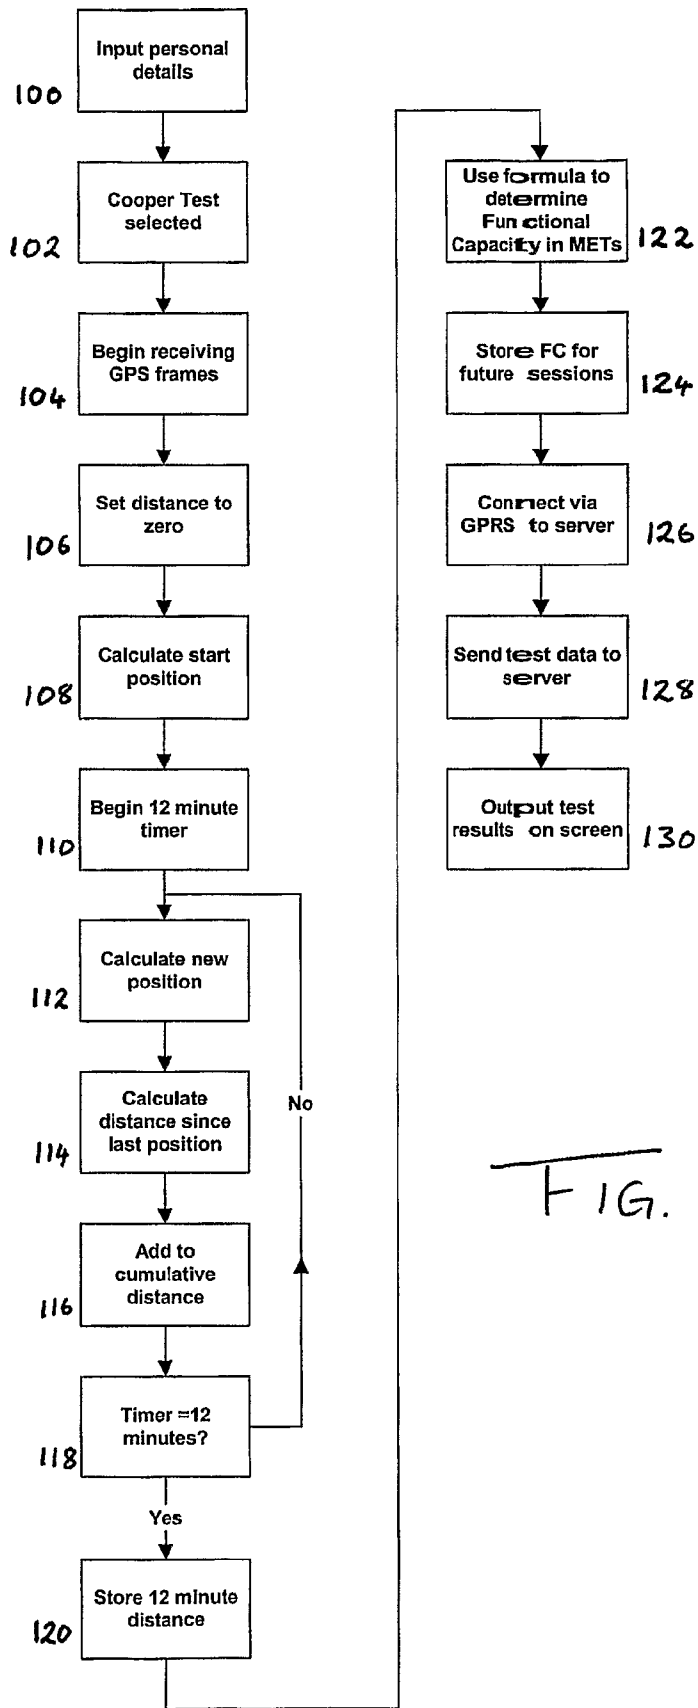 Input personal
details
100
Cooper Test
selected
102
Begin receiving
GPS frames
104
Set distance to
zero
106
Calculate start
position
108
Begin 12 minute
timer
110
Calculate new
position
112
Calculate
distance since
last position
114
No
Add to
cumulative
distance
116
Timer =12
minutes?
118
Yes
Store 12 minute
distance
120
Use formula to
determine
Functional
Capacity in METs
122
Store FC for
future sessions
124
Connect via
GPRS to server
126
Send test data to
server
128
Output test
results on screen
130
FIG.